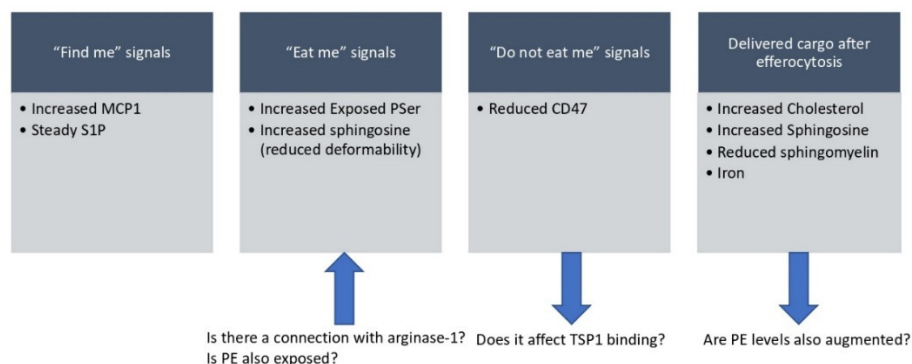 “Find me” signals
• Increased MCP1
• Steady S1P
“Eat me” signals
• Increased Exposed PSer
• Increased sphingosine
(reduced deformability)
“Do not eat me” signals
• Reduced CD47
Delivered cargo after
efferocytosis
• Increased Cholesterol
• Increased Sphingosine
• Reduced sphingomyelin
• Iron
Is there a connection with arginase-1?
Is PE also exposed?
Does it affect TSP1 binding?
Are PE levels also augmented?